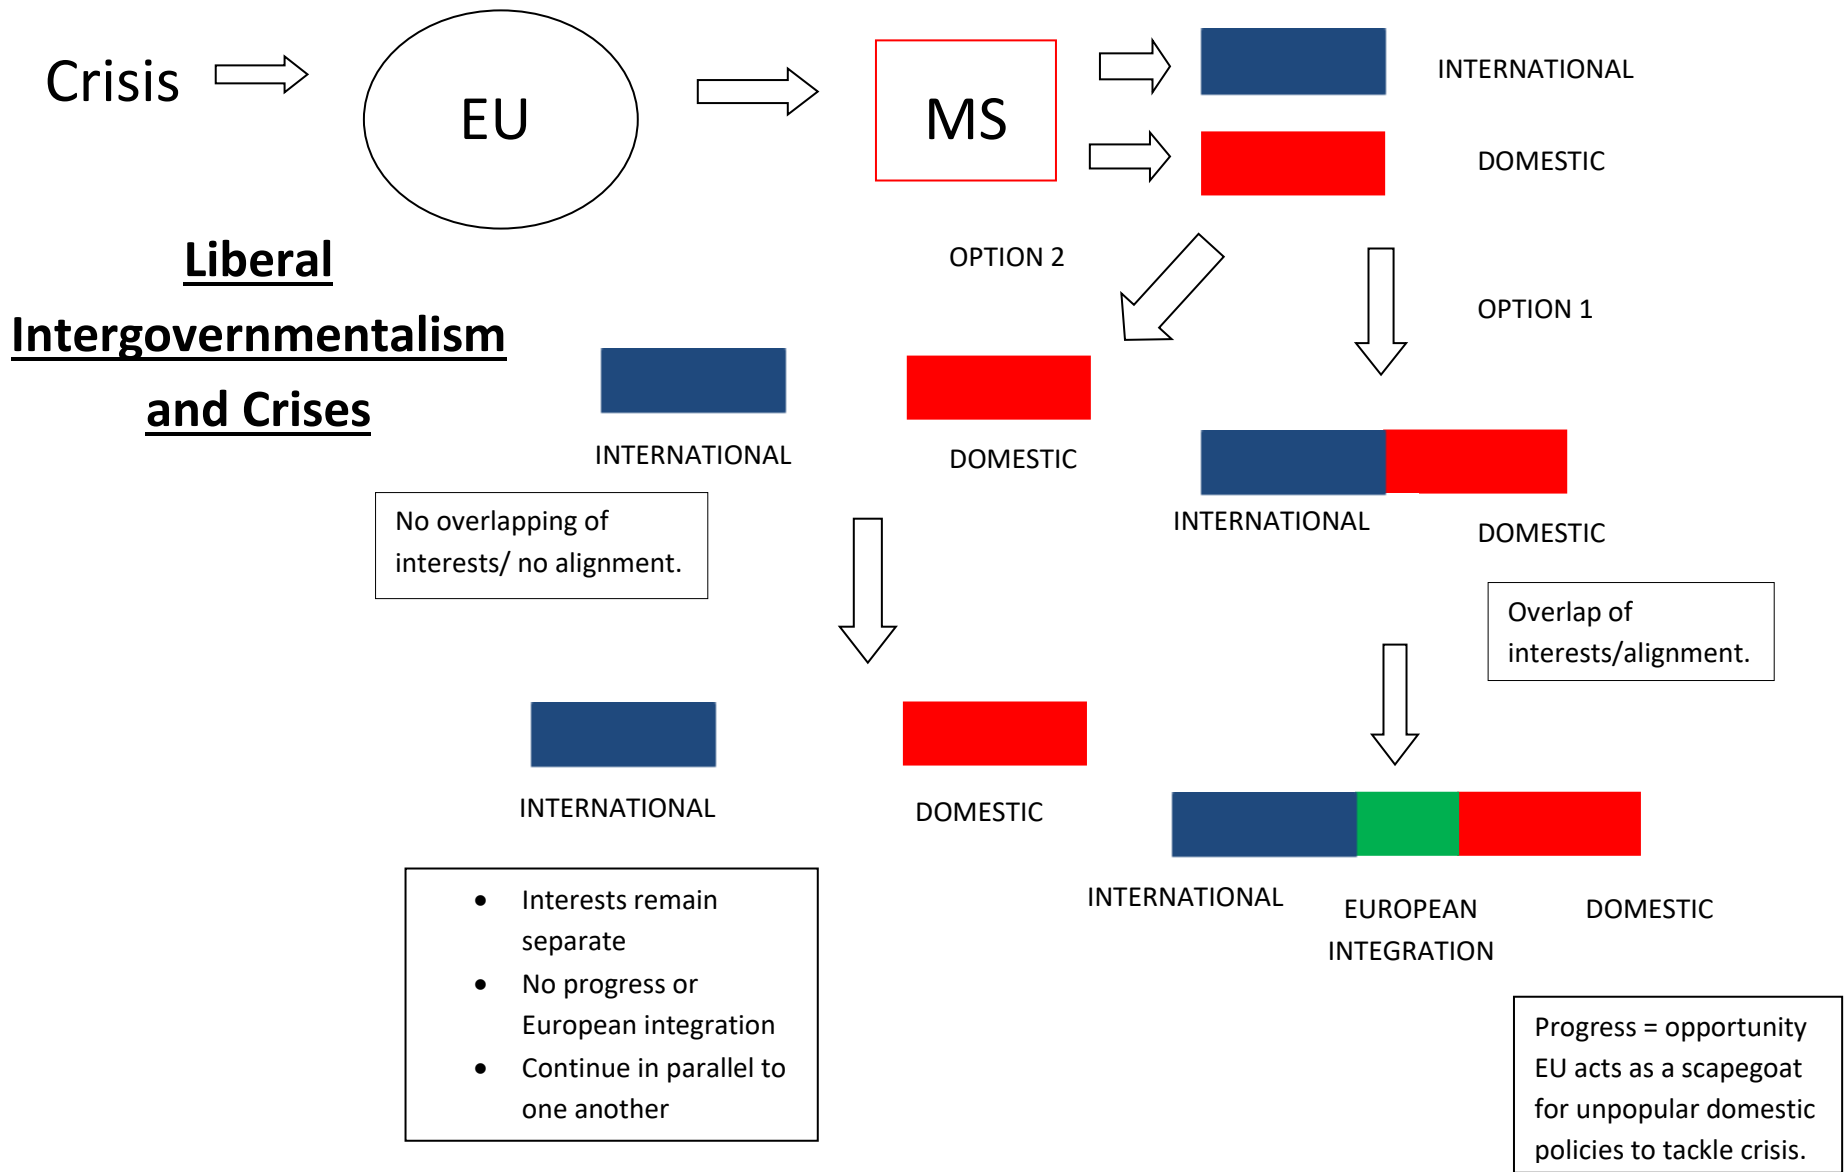 Crisis
EU
MS
INTERNATIONAL
DOMESTIC
Liberal
Intergovernmentalism
and Crises
OPTION 2
OPTION 1
INTERNATIONAL
DOMESTIC
No overlapping of
interests/ no alignment.
INTERNATIONAL
DOMESTIC
Overlap of
interests/alignment.
INTERNATIONAL
DOMESTIC
• Interests remain
separate
• No progress or
European integration
• Continue in parallel to
one another
INTERNATIONAL
EUROPEAN
INTEGRATION
DOMESTIC
Progress = opportunity
EU acts as a scapegoat
for unpopular domestic
policies to tackle crisis.